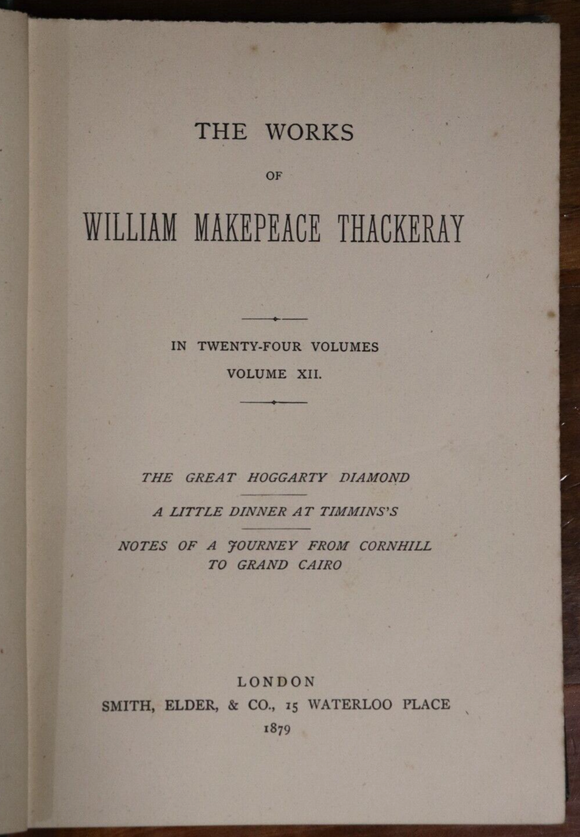 THE WORKS
OF
WILLIAM MAKEPEACE THACKERAY
IN TWENTY-FOUR VOLUMES
VOLUME XII.
THE GREAT HOGGARTY DIAMOND
A LITTLE DINNER AT TIMMINS'S
NOTES OF A JOURNEY FROM CORNHILL
TO GRAND CAIRO
LONDON
SMITH, ELDER, & CO., 15 WATERLOO PLACE
1879